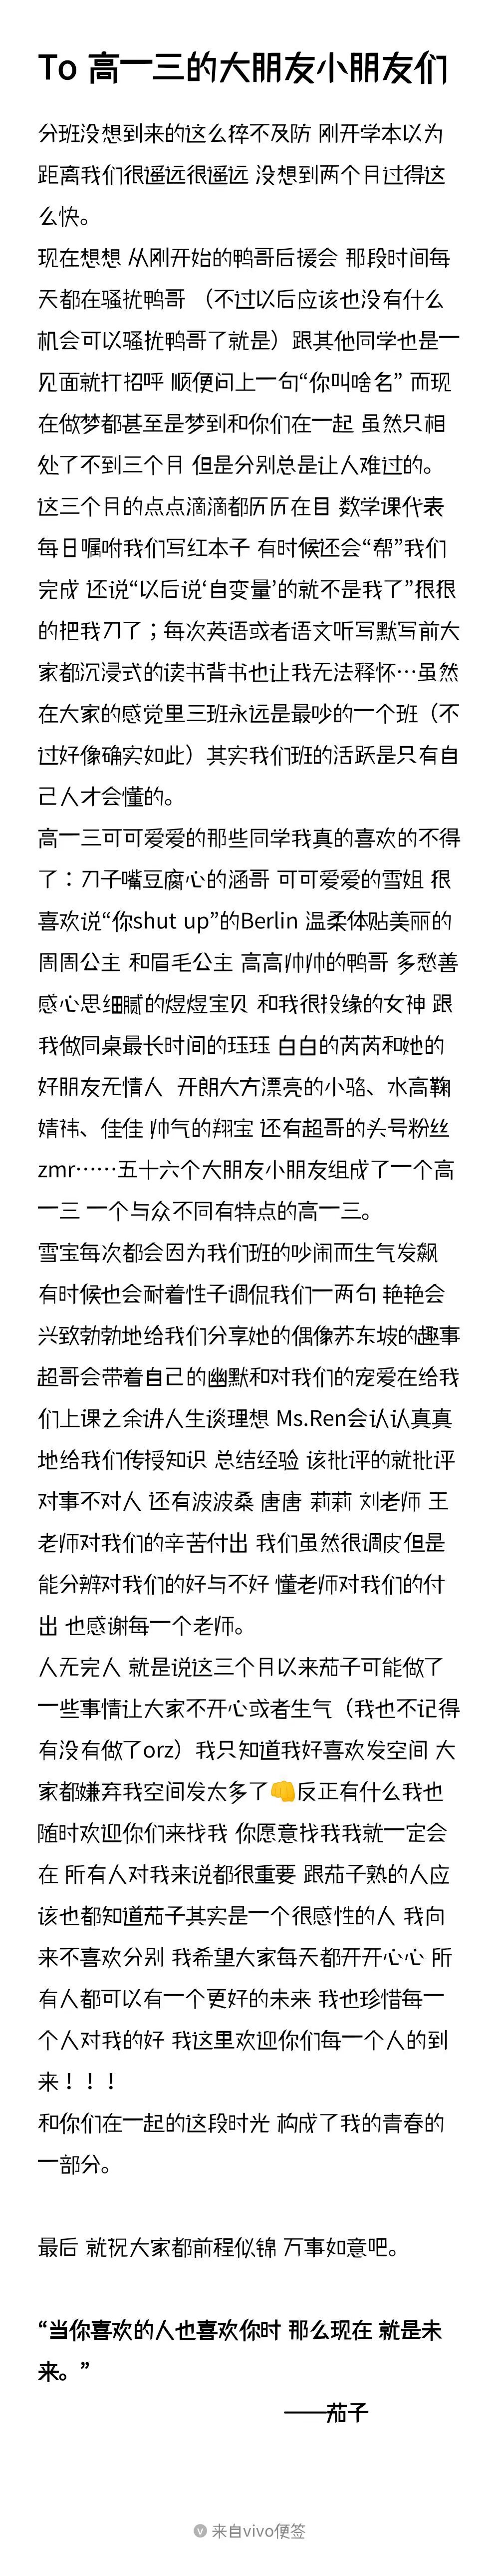 To 高一三的大朋友小朋友们
分班没想到来的这么猝不及防 刚开学本以为
距离我们很遥远很遥远 没想到两个月过得这
么快。
现在想想 从刚开始的鸭哥后援会 那段时间每
天都在骚扰鸭哥 （不过以后应该也没有什么
机会可以骚扰鸭哥了就是）跟其他同学也是一
见面就打招呼 顺便问上一句“你叫啥名” 而现
在做梦都甚至是梦到和你们在一起 虽然只相
处了不到三个月 但是分别总是让人难过的。
这三个月的点点滴滴都历历在目 数学课代表
每日嘱咐我们写红本子 有时候还会“帮”我们
完成 还说“以后说‘自变量’的就不是我了”狠狠
的把我刀了；每次英语或者语文听写默写前大
家都沉浸式的读书背书也让我无法释怀…虽然
在大家的感觉里三班永远是最吵的一个班（不
过好像确实如此）其实我们班的活跃是只有自
己人才会懂的。
高一三可可爱爱的那些同学我真的喜欢的不得
了：刀子嘴豆腐心的涵哥 可可爱爱的雪姐 很
喜欢说“你shut up”的Berlin 温柔体贴美丽的
周周公主 和眉毛公主 高高帅帅的鸭哥 多愁善
感心思细腻的煜煜宝贝 和我很投缘的女神 跟
我做同桌最长时间的珏珏 白白的芮芮和她的
好朋友无情人  开朗大方漂亮的小骆、水高鞠
婧祎、佳佳 帅气的翔宝 还有超哥的头号粉丝
zmr……五十六个大朋友小朋友组成了一个高
一三 一个与众不同有特点的高一三。
雪宝每次都会因为我们班的吵闹而生气发飙
有时候也会耐着性子调侃我们一两句 艳艳会
兴致勃勃地给我们分享她的偶像苏东坡的趣事
超哥会带着自己的幽默和对我们的宠爱在给我
们上课之余讲人生谈理想 Ms.Ren会认认真真
地给我们传授知识 总结经验 该批评的就批评
对事不对人 还有波波桑 唐唐 莉莉 刘老师 王
老师对我们的辛苦付出 我们虽然很调皮但是
能分辨对我们的好与不好 懂老师对我们的付
出 也感谢每一个老师。
人无完人 就是说这三个月以来茄子可能做了
一些事情让大家不开心或者生气（我也不记得
有没有做了orz）我只知道我好喜欢发空间 大
家都嫌弃我空间发太多了👊反正有什么我也
随时欢迎你们来找我 你愿意找我我就一定会
在 所有人对我来说都很重要 跟茄子熟的人应
该也都知道茄子其实是一个很感性的人 我向
来不喜欢分别 我希望大家每天都开开心心 所
有人都可以有一个更好的未来 我也珍惜每一
个人对我的好 我这里欢迎你们每一个人的到
来！！！
和你们在一起的这段时光 构成了我的青春的
一部分。
最后 就祝大家都前程似锦 万事如意吧。
“当你喜欢的人也喜欢你时 那么现在 就是未
来。”
——茄子
来自vivo便签